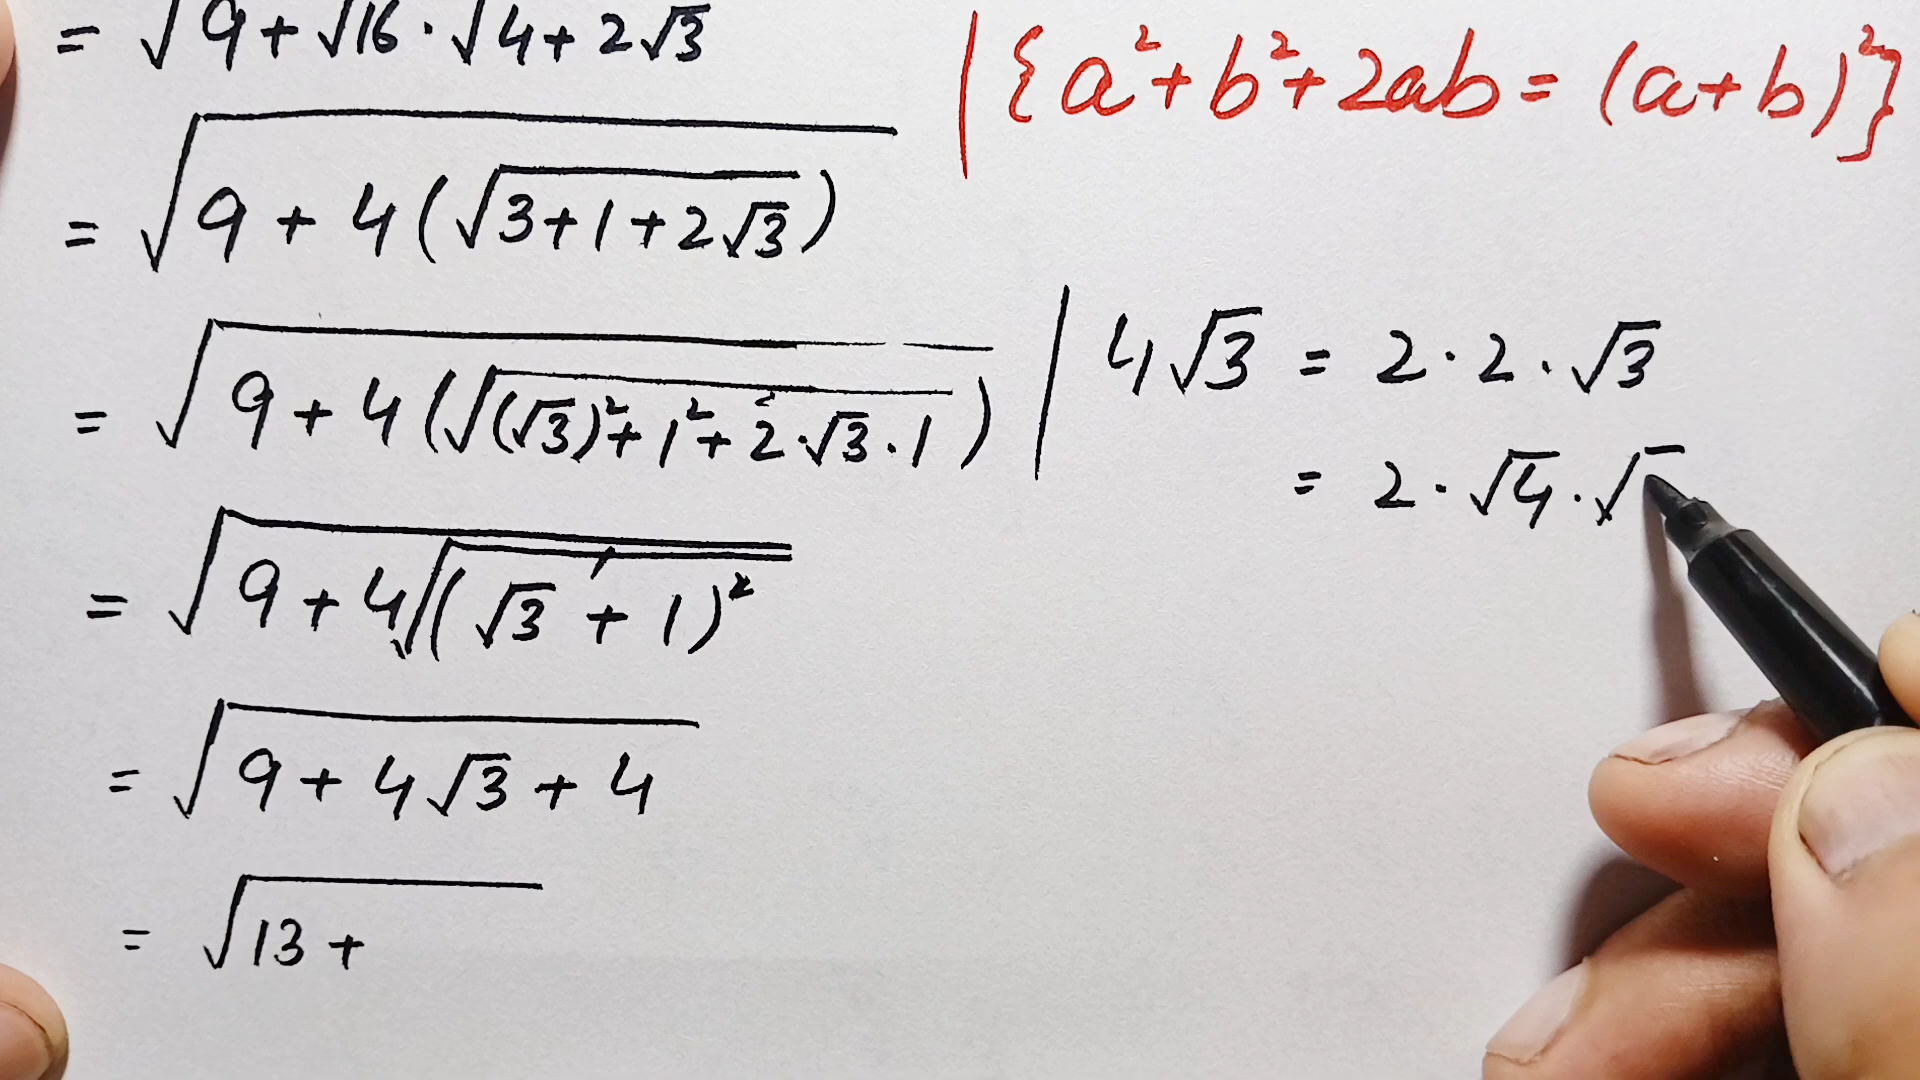 = √9 + √16 · √4 + 2√3
{a² + b² + 2ab = (a + b)²}
= √(9 + 4(√(3 + 1 + 2√3)))
= √(9 + 4(√((√3)² + 1² + 2 · √3 · 1)))
4√3 = 2 · 2 · √3
= 2 · √4 · √
= √(9 + 4√(√3 + 1)²)
= √(9 + 4√3 + 4)
= √(13 +